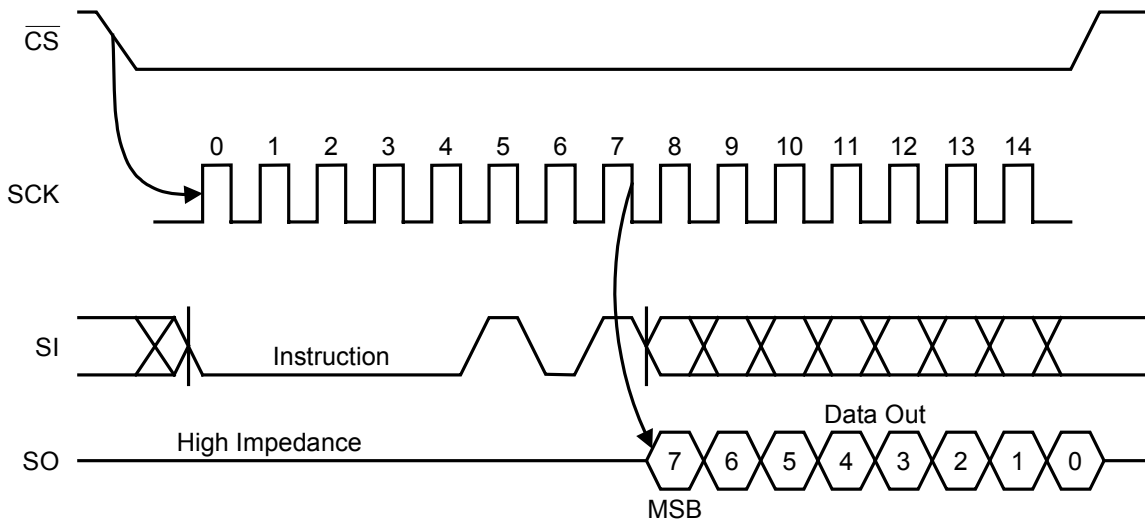 CS
0 1 2 3 4 5 6 7 8 9 10 11 12 13 14
SCK
SI
Instruction
Data Out
High Impedance
SO
7 6 5 4 3 2 1 0
MSB